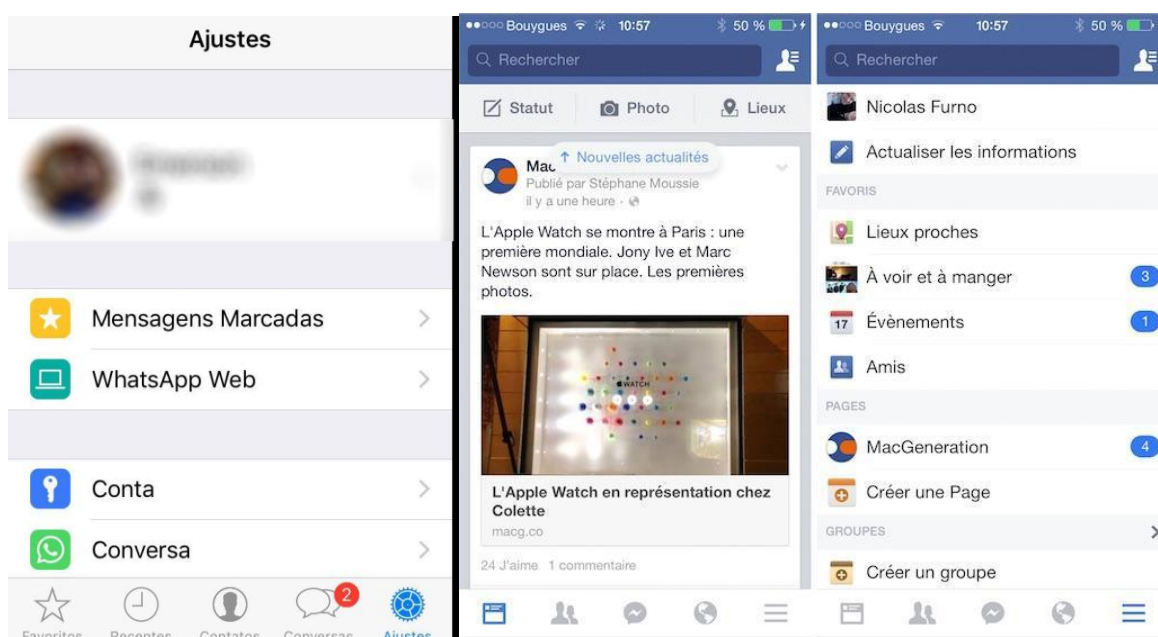 Ajustes
Mensagens Marcadas
WhatsApp Web
Conta
Conversa
2
Favoritos Recentes Contatos Conversas Ajustes
Bouygues 10:57 50 %
Rechercher
Statut Photo Lieux
Nouvelles actualités
Mac
Publié par Stéphane Moussie
il y a une heure ·
L'Apple Watch se montre à Paris : une
première mondiale. Jony Ive et Marc
Newson sont sur place. Les premières
photos.
WATCH
L'Apple Watch en représentation chez
Colette
macg.co
24 J'aime 1 commentaire
Bouygues 10:57 50 %
Rechercher
Nicolas Furno
Actualiser les informations
FAVORIS
Lieux proches
À voir et à manger 3
17 Évènements 1
Amis
PAGES
MacGeneration 4
Créer une Page
GROUPES
Créer un groupe